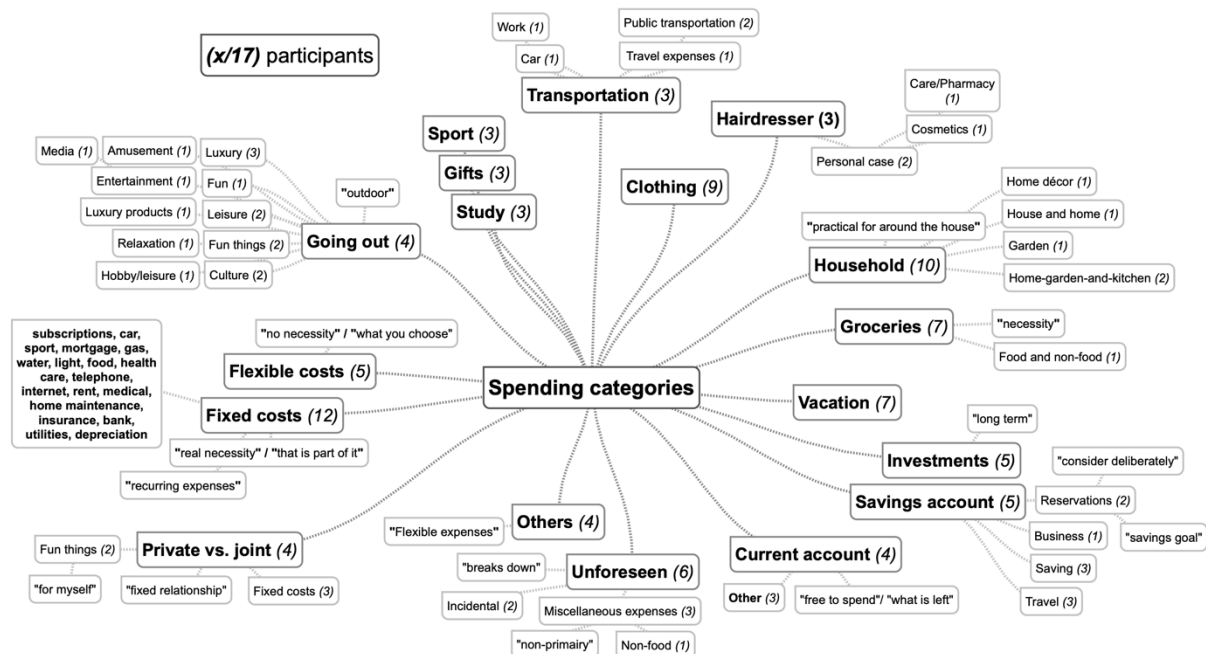 (x/17) participants
Work (1)
Public transportation (2)
Car (1)
Travel expenses (1)
Transportation (3)
Care/Pharmacy
(1)
Hairdresser (3)
Cosmetics (1)
Personal case (2)
Sport (3)
Gifts (3)
Study (3)
Clothing (9)
Media (1)
Amusement (1)
Luxury (3)
Entertainment (1)
Fun (1)
"outdoor"
Luxury products (1)
Leisure (2)
Going out (4)
Relaxation (1)
Fun things (2)
Hobby/leisure (1)
Culture (2)
Home décor (1)
"practical for around the house"
House and home (1)
Garden (1)
Household (10)
Home-garden-and-kitchen (2)
Groceries (7)
"necessity"
Food and non-food (1)
subscriptions, car,
sport, mortgage, gas,
water, light, food, health
care, telephone,
internet, rent, medical,
home maintenance,
insurance, bank,
utilities, depreciation
"no necessity" / "what you choose"
Flexible costs (5)
Fixed costs (12)
"real necessity" / "that is part of it"
"recurring expenses"
Spending categories
Vacation (7)
"long term"
Investments (5)
"consider deliberately"
Savings account (5)
Reservations (2)
"savings goal"
Business (1)
Saving (3)
Travel (3)
Others (4)
"Flexible expenses"
Private vs. joint (4)
Fun things (2)
"for myself"
"fixed relationship"
Fixed costs (3)
"breaks down"
Unforeseen (6)
Incidental (2)
Miscellaneous expenses (3)
"non-primairy"
Non-food (1)
Current account (4)
Other (3)
"free to spend"/ "what is left"